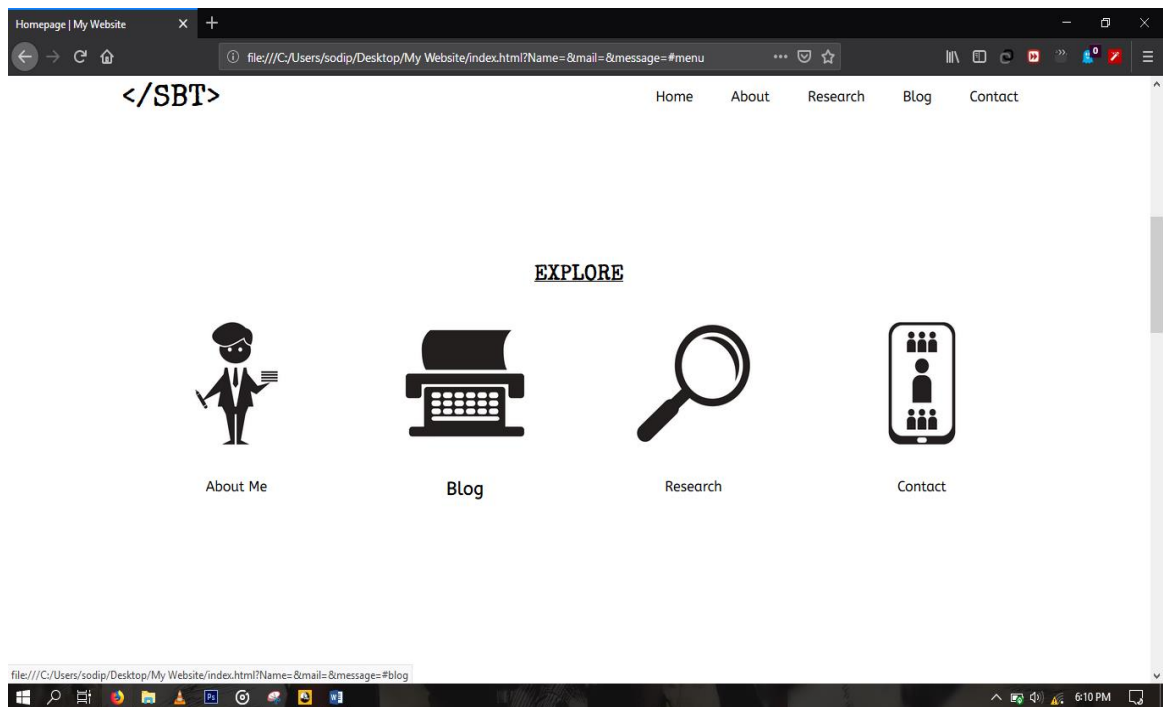 Homepage | My Website
file:///C:/Users/sodip/Desktop/My Website/index.html?Name=&mail=&message=#menu
0
</SBT>
Home About Research Blog Contact
EXPLORE
About Me Blog Research Contact
file:///C:/Users/sodip/Desktop/My Website/index.html?Name=&mail=&message=#blog
Ps
6:10 PM